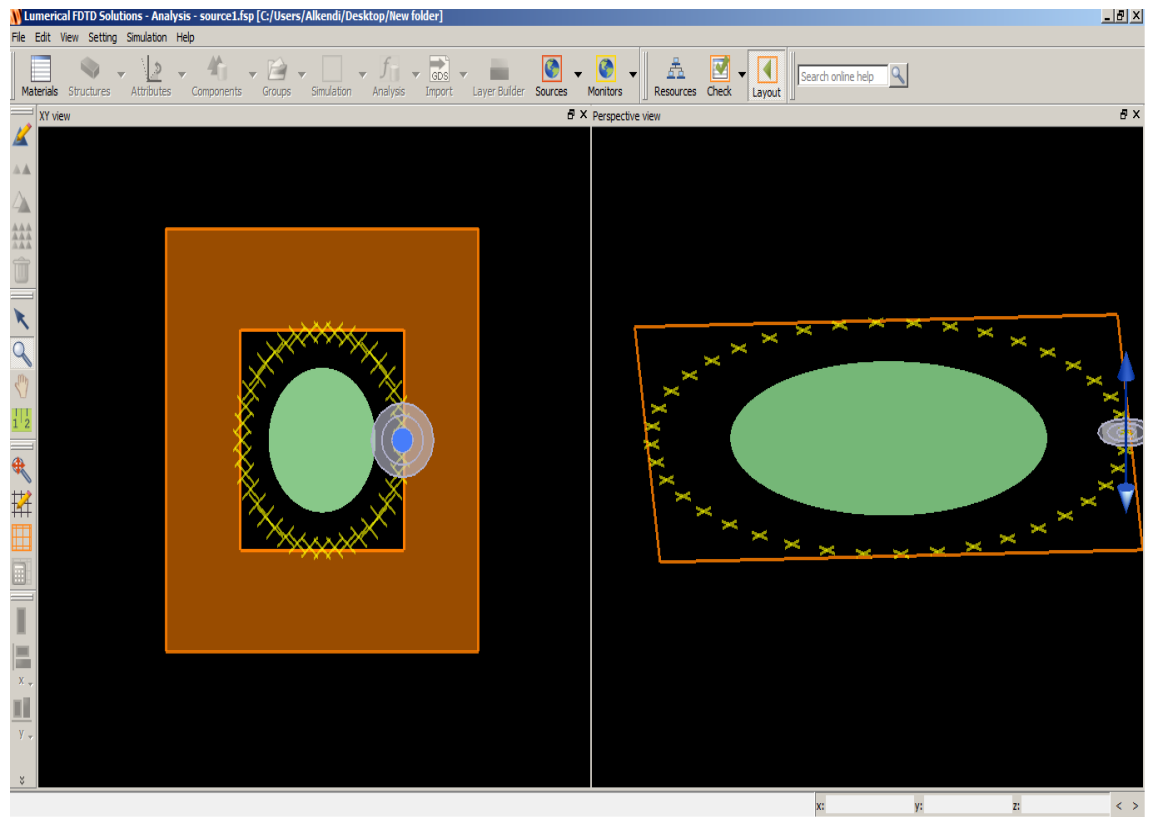 Lumerical FDTD Solutions - Analysis - source1.fsp [C:/Users/Alkendi/Desktop/New folder]
File Edit View Setting Simulation Help
Materials Structures Attributes Components Groups Simulation Analysis Import Layer Builder Sources Monitors Resources Check Layout Search online help
GDS
XY view
Perspective view
1 2
x
y
x: y: z: < >